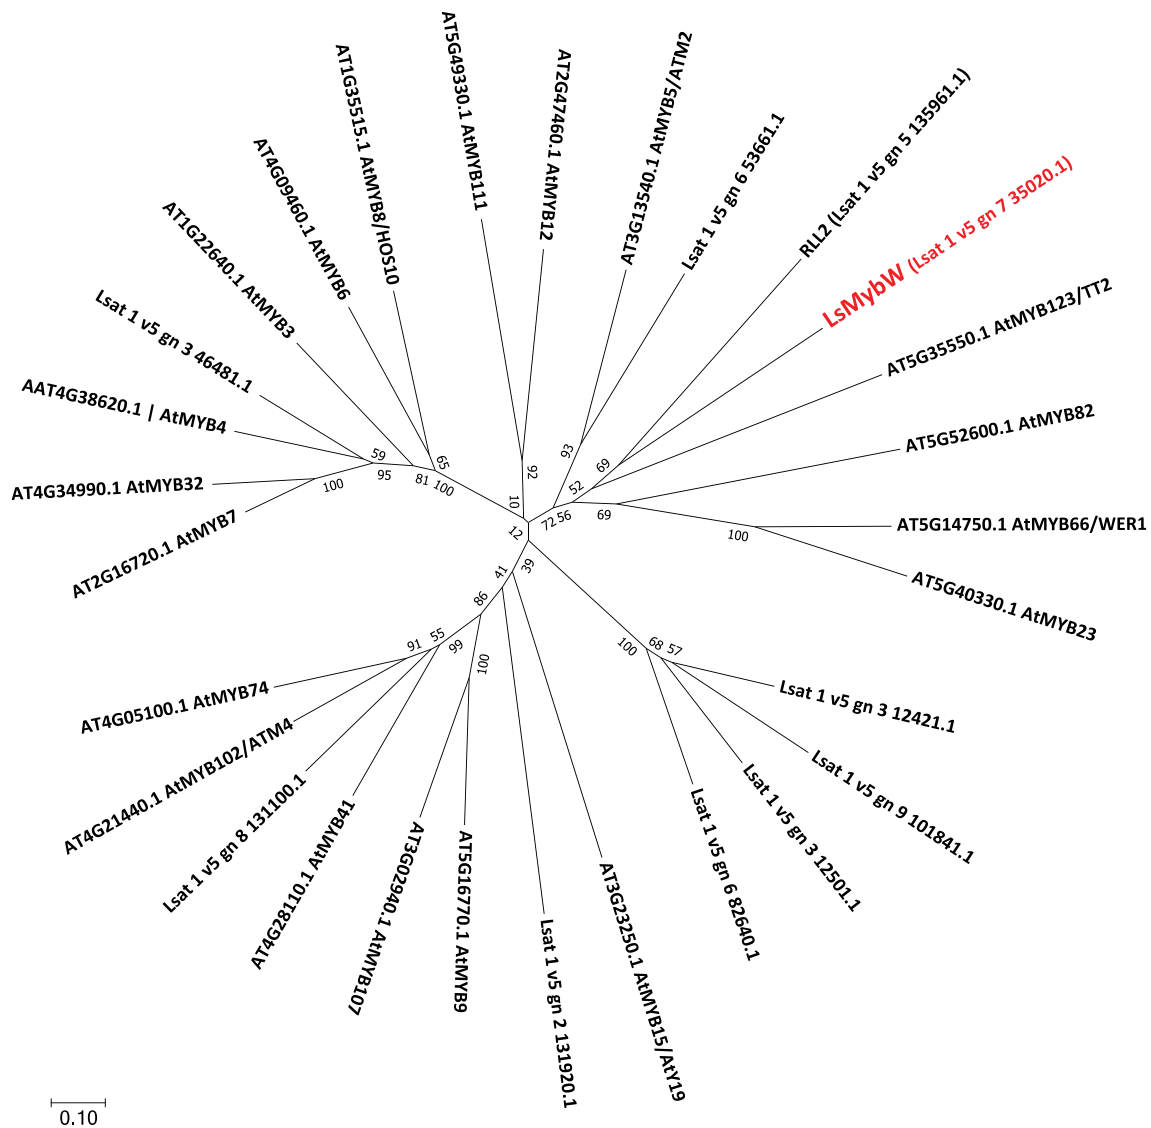 AT5G49330.1 AtMYB111
AT2G47460.1 AtMYB12
AT3G13540.1 AtMYB5/ATM2
Lsat 1 v5 gn 6 53661.1
RLL2 (Lsat 1 v5 gn 5 135961.1)
LsMybW (Lsat 1 v5 gn 7 35020.1)
AT5G35550.1 AtMYB123/TT2
AT5G52600.1 AtMYB82
AT5G14750.1 AtMYB66/WER1
AT5G40330.1 AtMYB23
Lsat 1 v5 gn 3 12421.1
Lsat 1 v5 gn 9 101841.1
Lsat 1 v5 gn 3 12501.1
Lsat 1 v5 gn 6 82640.1
AT3G23250.1 AtMYB15/AtY19
Lsat 1 v5 gn 2 131920.1
AT5G16770.1 AtMYB9
AT3G02940.1 AtMYB107
AT4G28110.1 AtMYB41
Lsat 1 v5 gn 8 131100.1
AT4G21440.1 AtMYB102/ATM4
AT4G05100.1 AtMYB74
AT2G16720.1 AtMYB7
AT4G34990.1 AtMYB32
AAT4G38620.1 | AtMYB4
Lsat 1 v5 gn 3 46481.1
AT1G22640.1 AtMYB3
AT4G09460.1 AtMYB6
AT1G35515.1 AtMYB8/HOS10
59
95
100
81
100
65
92
10
93
69
52
72
56
69
100
12
39
41
86
99
55
91
100
100
68
57
0.10